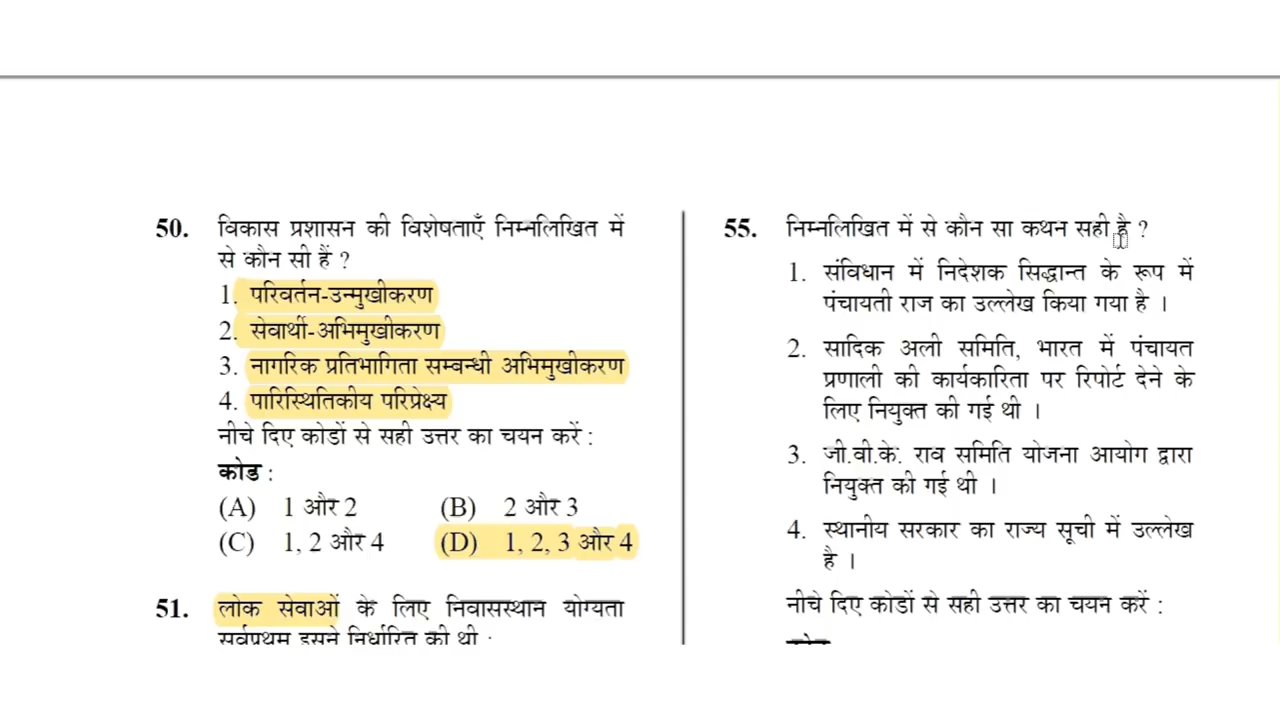 50. विकास प्रशासन की विशेषताएँ निम्नलिखित में
से कौन सी हैं ?
1. परिवर्तन-उन्मुखीकरण
2. सेवार्थी-अभिमुखीकरण
3. नागरिक प्रतिभागिता सम्बन्धी अभिमुखीकरण
4. पारिस्थितिकीय परिप्रेक्ष्य
नीचे दिए कोडों से सही उत्तर का चयन करें :
कोड :
(A) 1 और 2 (B) 2 और 3
(C) 1, 2 और 4 (D) 1, 2, 3 और 4
51. लोक सेवाओं के लिए निवासस्थान योग्यता
सर्वप्रथम इसने निर्धारित की थी :
55. निम्नलिखित में से कौन सा कथन सही है ?
1. संविधान में निदेशक सिद्धान्त के रूप में
पंचायती राज का उल्लेख किया गया है ।
2. सादिक अली समिति, भारत में पंचायत
प्रणाली की कार्यकारिता पर रिपोर्ट देने के
लिए नियुक्त की गई थी ।
3. जी.वी.के. राव समिति योजना आयोग द्वारा
नियुक्त की गई थी ।
4. स्थानीय सरकार का राज्य सूची में उल्लेख
है ।
नीचे दिए कोडों से सही उत्तर का चयन करें :